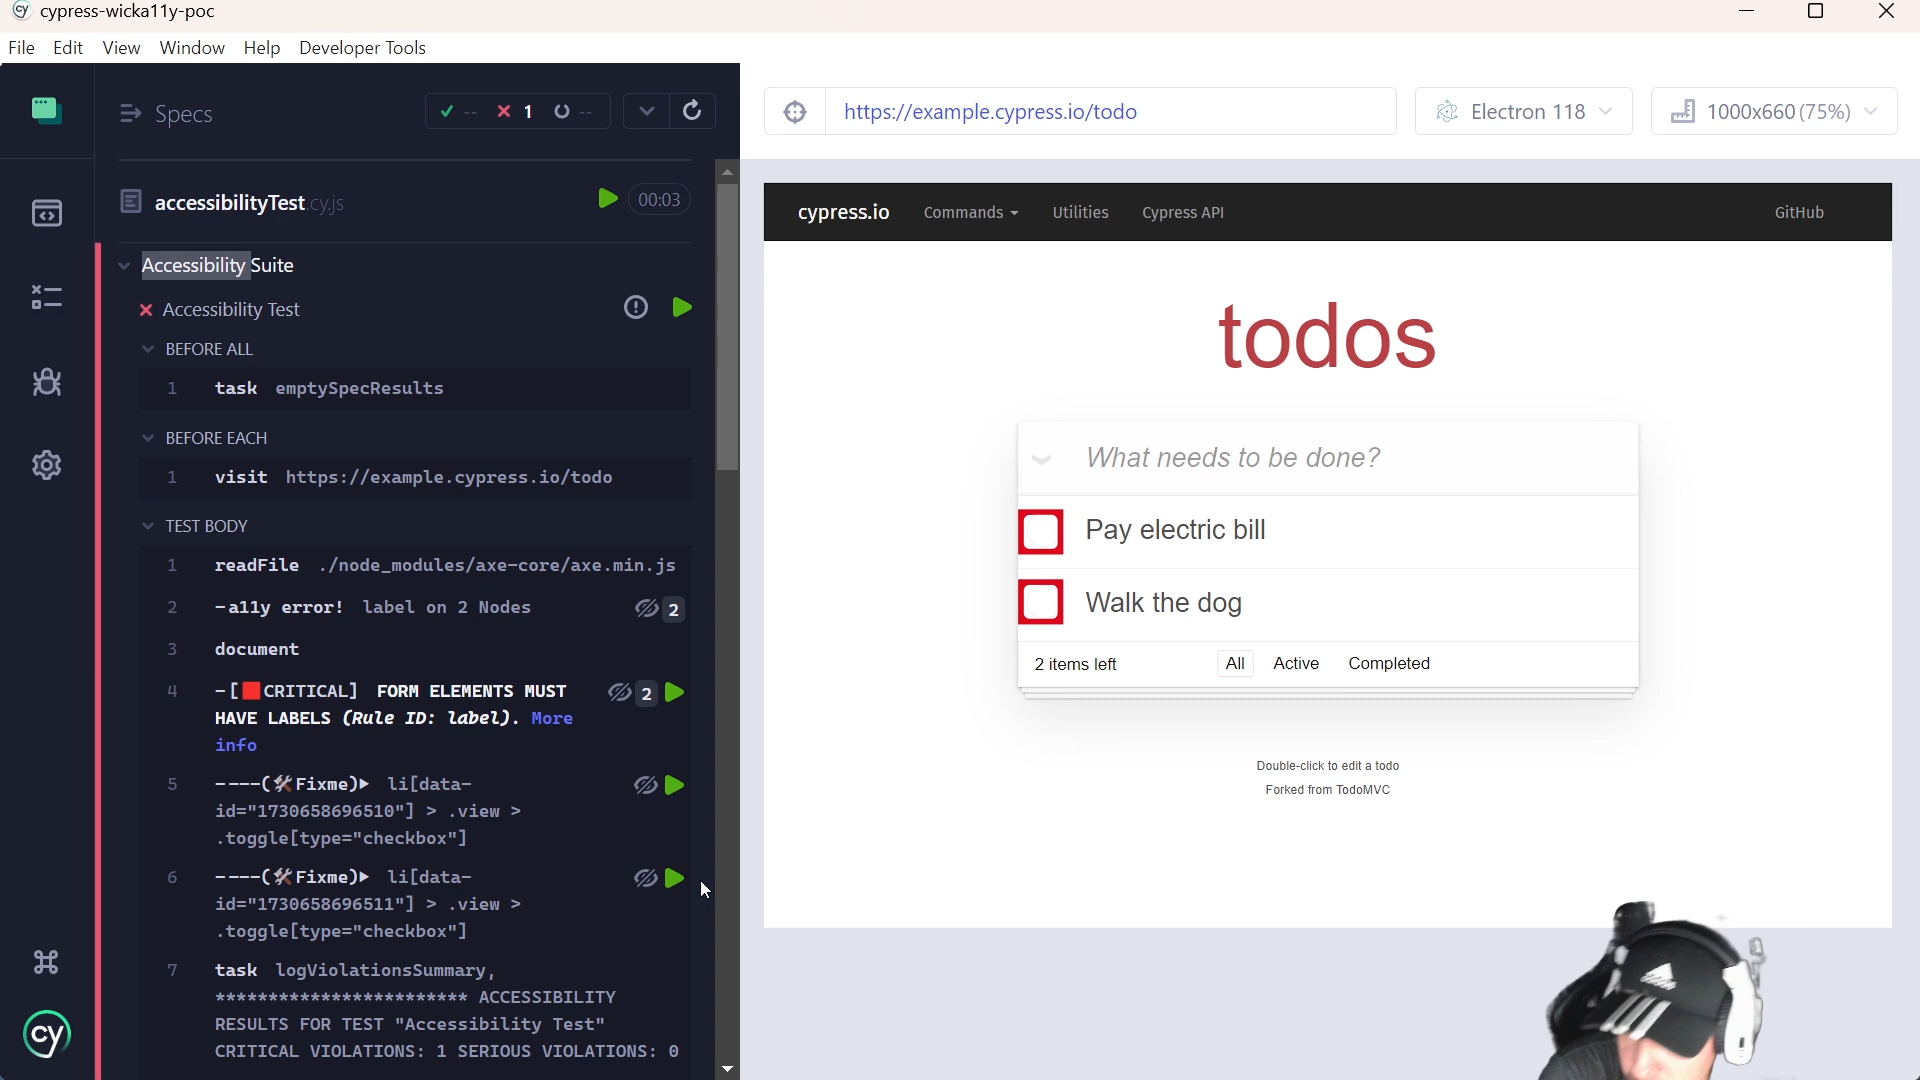 cypress-wicka11y-poc
File Edit View Window Help Developer Tools
Specs
-- 1 --
https://example.cypress.io/todo
Electron 118
1000x660 (75%)
accessibilityTest.cy.js
00:03
Accessibility Suite
Accessibility Test
BEFORE ALL
1 task emptySpecResults
BEFORE EACH
1 visit https://example.cypress.io/todo
TEST BODY
1 readFile ./node_modules/axe-core/axe.min.js
2 -a11y error! label on 2 Nodes 2
3 document
4 -[🟥CRITICAL] FORM ELEMENTS MUST 2
HAVE LABELS (Rule ID: label). More
info
5 ----(🛠Fixme)▶ li[data-
id="1730658696510"] > .view >
.toggle[type="checkbox"]
6 ----(🛠Fixme)▶ li[data-
id="1730658696511"] > .view >
.toggle[type="checkbox"]
7 task logViolationsSummary,
************************ ACCESSIBILITY
RESULTS FOR TEST "Accessibility Test"
CRITICAL VIOLATIONS: 1 SERIOUS VIOLATIONS: 0
cy
cypress.io Commands Utilities Cypress API GitHub
todos
What needs to be done?
Pay electric bill
Walk the dog
2 items left All Active Completed
Double-click to edit a todo
Forked from TodoMVC